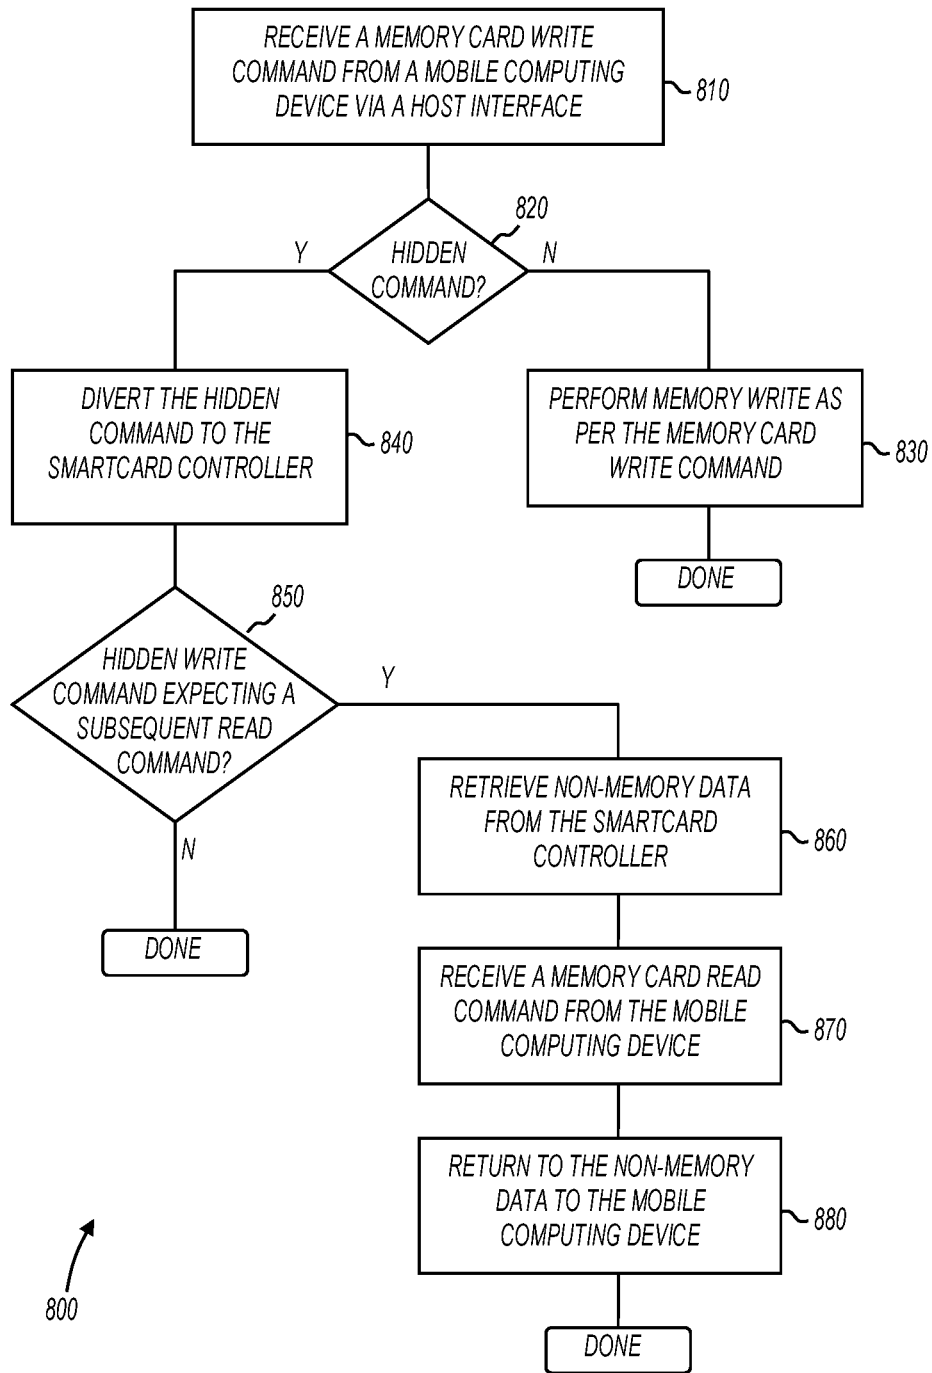 RECEIVE A MEMORY CARD WRITE
COMMAND FROM A MOBILE COMPUTING
DEVICE VIA A HOST INTERFACE
810
820
HIDDEN
COMMAND?
Y
N
DIVERT THE HIDDEN
COMMAND TO THE
SMARTCARD CONTROLLER
840
PERFORM MEMORY WRITE AS
PER THE MEMORY CARD
WRITE COMMAND
830
DONE
850
HIDDEN WRITE
COMMAND EXPECTING A
SUBSEQUENT READ
COMMAND?
Y
N
DONE
RETRIEVE NON-MEMORY DATA
FROM THE SMARTCARD
CONTROLLER
860
RECEIVE A MEMORY CARD READ
COMMAND FROM THE MOBILE
COMPUTING DEVICE
870
RETURN TO THE NON-MEMORY
DATA TO THE MOBILE
COMPUTING DEVICE
880
DONE
800